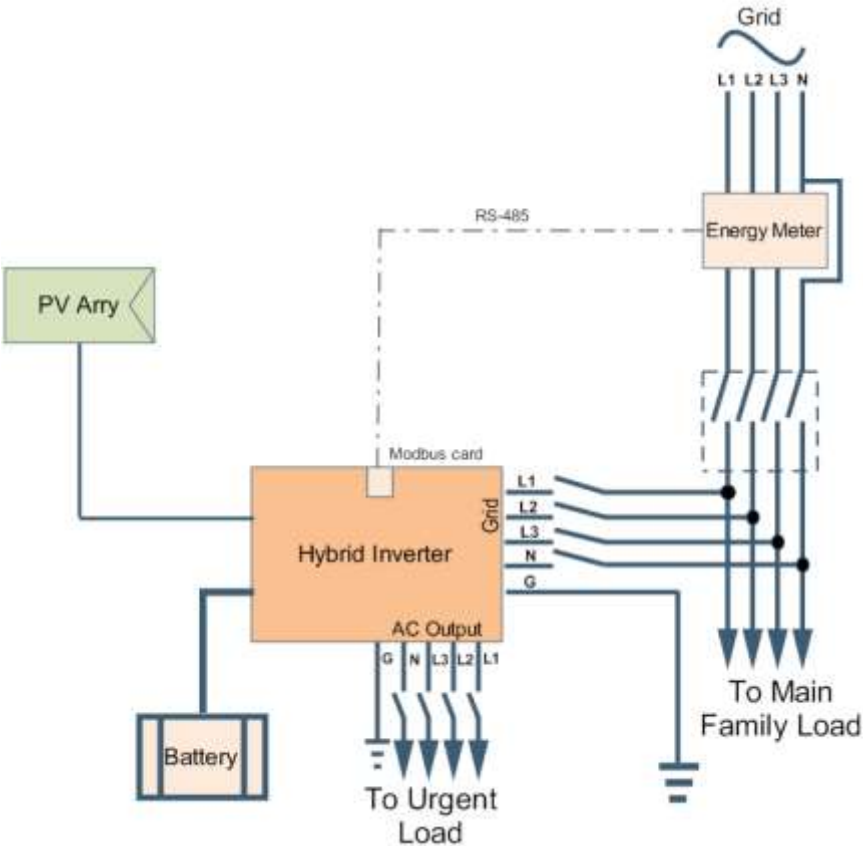 Grid
L1 L2 L3 N
RS-485
Energy Meter
PV Arry
Modbus card
L1
L2
L3
N
G
Grid
Hybrid Inverter
AC Output
G N L3 L2 L1
Battery
To Main
Family Load
To Urgent
Load